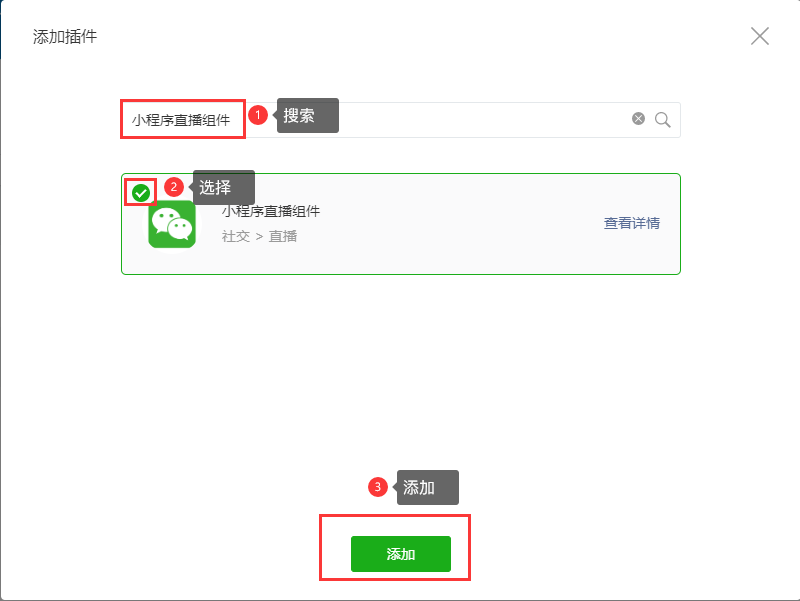 添加插件
小程序直播组件
1 搜索
2 选择
小程序直播组件
社交 > 直播
查看详情
3 添加
添加